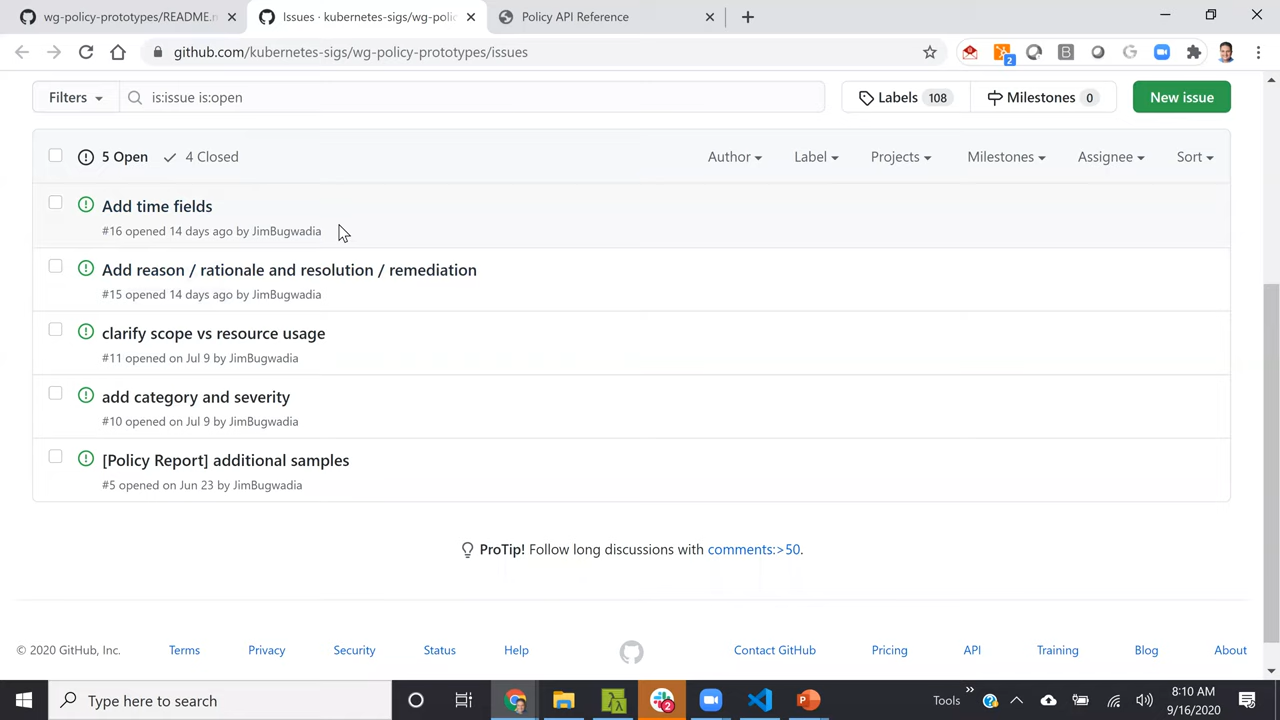 wg-policy-prototypes/README.m
Issues · kubernetes-sigs/wg-polic
Policy API Reference
github.com/kubernetes-sigs/wg-policy-prototypes/issues
2
Filters
is:issue is:open
Labels 108
Milestones 0
New issue
5 Open
4 Closed
Author
Label
Projects
Milestones
Assignee
Sort
Add time fields
#16 opened 14 days ago by JimBugwadia
Add reason / rationale and resolution / remediation
#15 opened 14 days ago by JimBugwadia
clarify scope vs resource usage
#11 opened on Jul 9 by JimBugwadia
add category and severity
#10 opened on Jul 9 by JimBugwadia
[Policy Report] additional samples
#5 opened on Jun 23 by JimBugwadia
ProTip! Follow long discussions with comments:>50.
© 2020 GitHub, Inc.
Terms
Privacy
Security
Status
Help
Contact GitHub
Pricing
API
Training
Blog
About
Type here to search
2
Tools
8:10 AM
9/16/2020